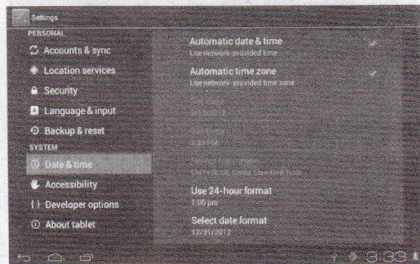 Settings
PERSONAL
Accounts & sync
Location services
Security
Language & input
Backup & reset
SYSTEM
Date & time
Accessibility
Developer options
About tablet
Automatic date & time
Use network-provided time
Automatic time zone
Use network-provided time zone
Use 24-hour format
1:00 pm
Select date format
12/31/2012
3:33